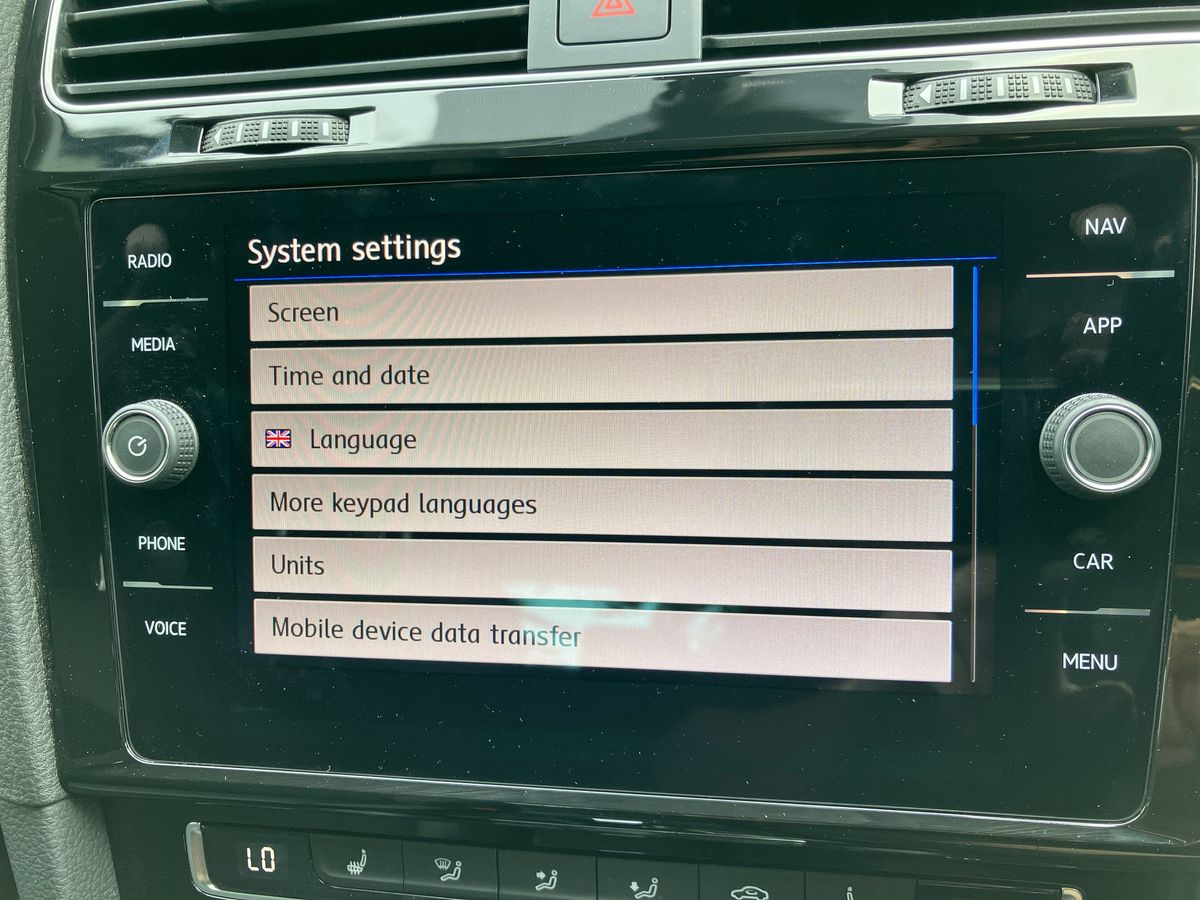 RADIO
MEDIA
PHONE
VOICE
System settings
Screen
Time and date
Language
More keypad languages
Units
Mobile device data transfer
NAV
APP
CAR
MENU
LO